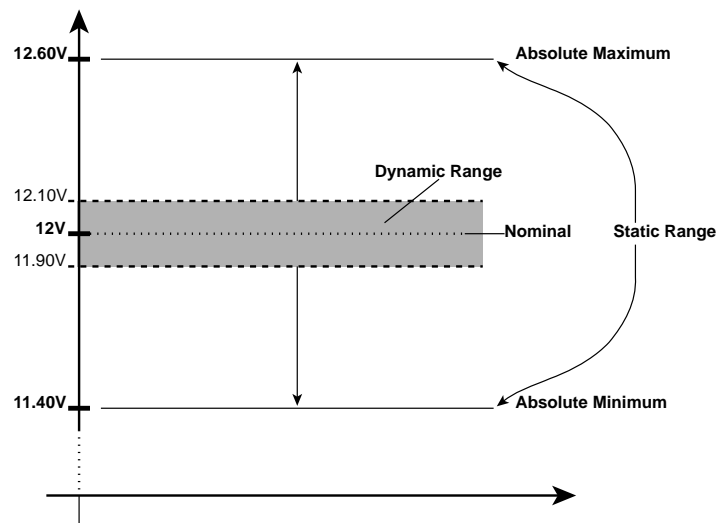 12.60V Absolute Maximum
Dynamic Range
12.10V
12V Nominal Static Range
11.90V
11.40V Absolute Minimum